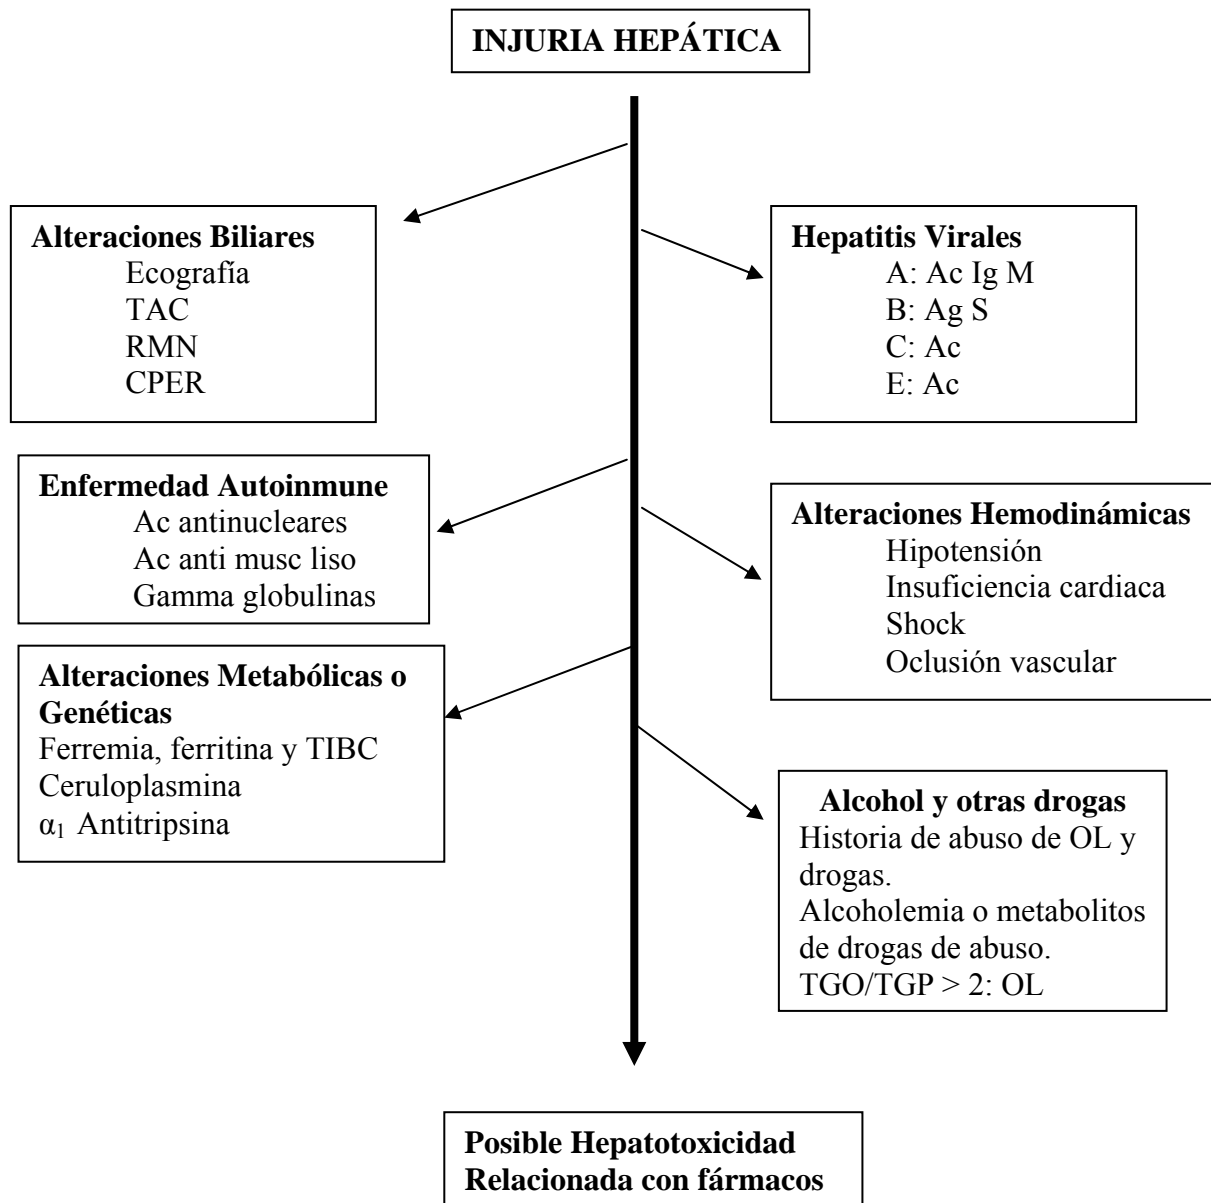 INJURIA HEPÁTICA
Alteraciones Biliares
Ecografía
TAC
RMN
CPER
Hepatitis Virales
A: Ac Ig M
B: Ag S
C: Ac
E: Ac
Enfermedad Autoinmune
Ac antinucleares
Ac anti musc liso
Gamma globulinas
Alteraciones Hemodinámicas
Hipotensión
Insuficiencia cardiaca
Shock
Oclusión vascular
Alteraciones Metabólicas o
Genéticas
Ferremia, ferritina y TIBC
Ceruloplasmina
α₁ Antitripsina
Alcohol y otras drogas
Historia de abuso de OL y
drogas.
Alcoholemia o metabolitos
de drogas de abuso.
TGO/TGP > 2: OL
Posible Hepatotoxicidad
Relacionada con fármacos